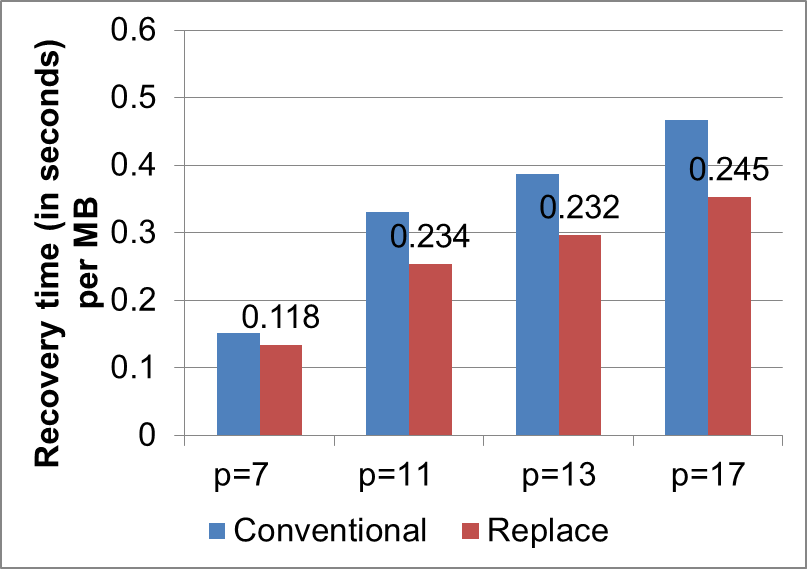 Recovery time (in seconds)
per MB
0.6
0.5
0.4
0.3
0.2
0.1
0
0.118
0.234
0.232
0.245
p=7
p=11
p=13
p=17
Conventional
Replace